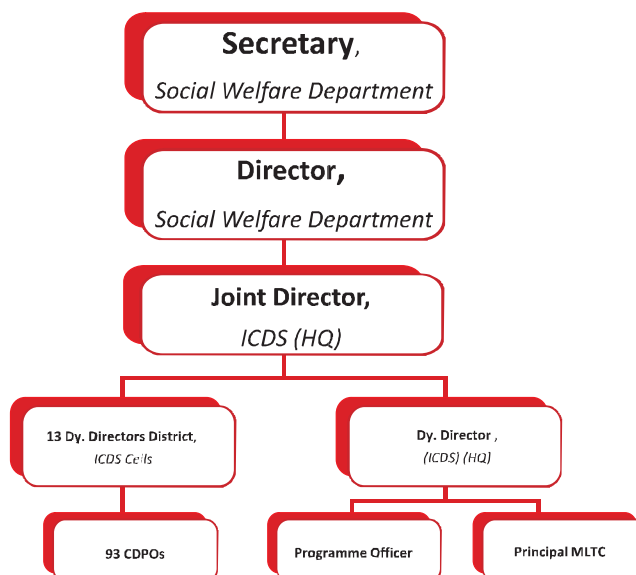 Secretary,
Social Welfare Department
Director,
Social Welfare Department
Joint Director,
ICDS (HQ)
13 Dy. Directors District,
ICDS Cells
Dy. Director ,
(ICDS) (HQ)
93 CDPOs
Programme Officer
Principal MLTC